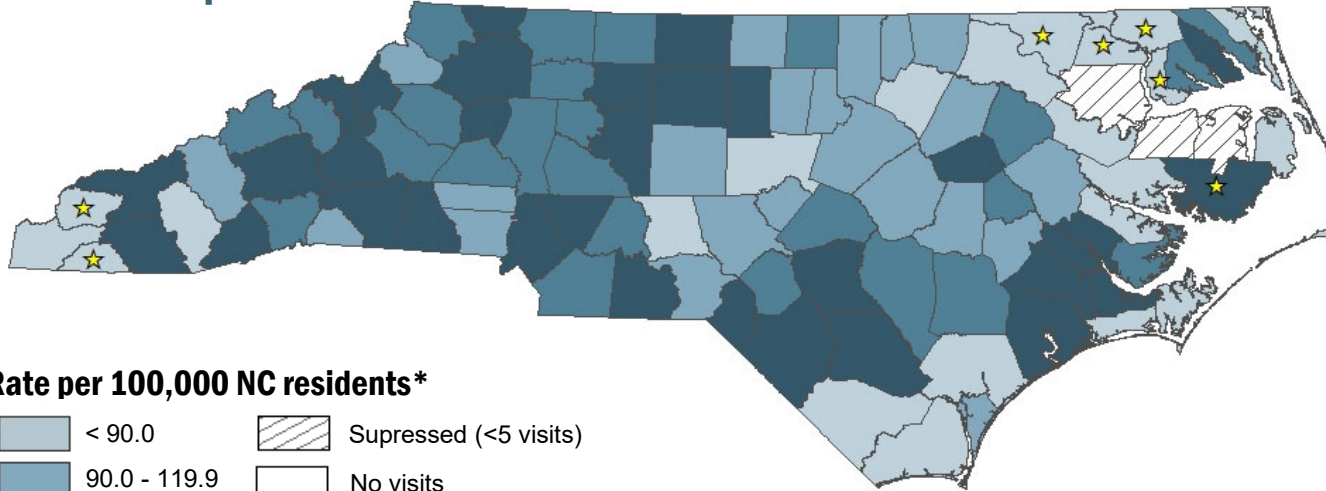 Rate per 100,000 NC residents*
< 90.0
Supressed (<5 visits)
90.0 - 119.9
No visits